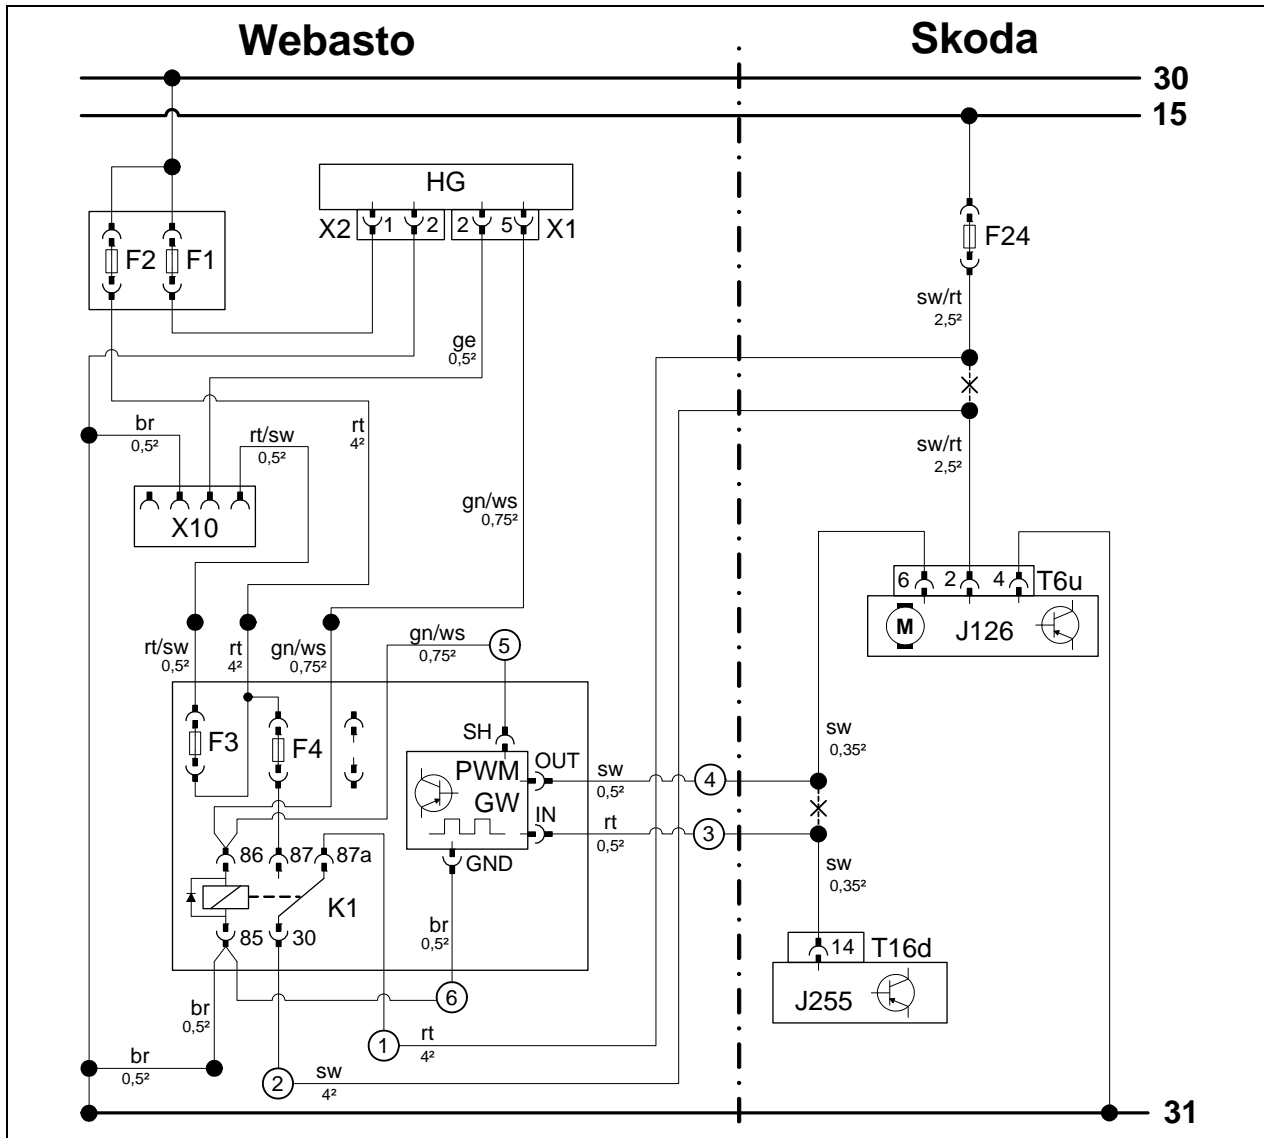 Webasto
Skoda
30
15
HG
X2 1 2 2 5 X1
F2 F1
F24
sw/rt
2,5²
ge
0,5²
br
0,5²
rt/sw
0,5²
rt
4²
sw/rt
2,5²
gn/ws
0,75²
X10
6 2 4 T6u
M J126
rt/sw
0,5²
rt
4²
gn/ws
0,75²
gn/ws
0,75²
5
F3 F4
SH
PWM
GW
OUT
IN
GND
sw
0,5²
4
sw
0,35²
rt
0,5²
3
sw
0,35²
86 87 87a
K1
85 30
br
0,5²
14 T16d
J255
6
br
0,5²
1
rt
4²
br
0,5²
2
sw
4²
31